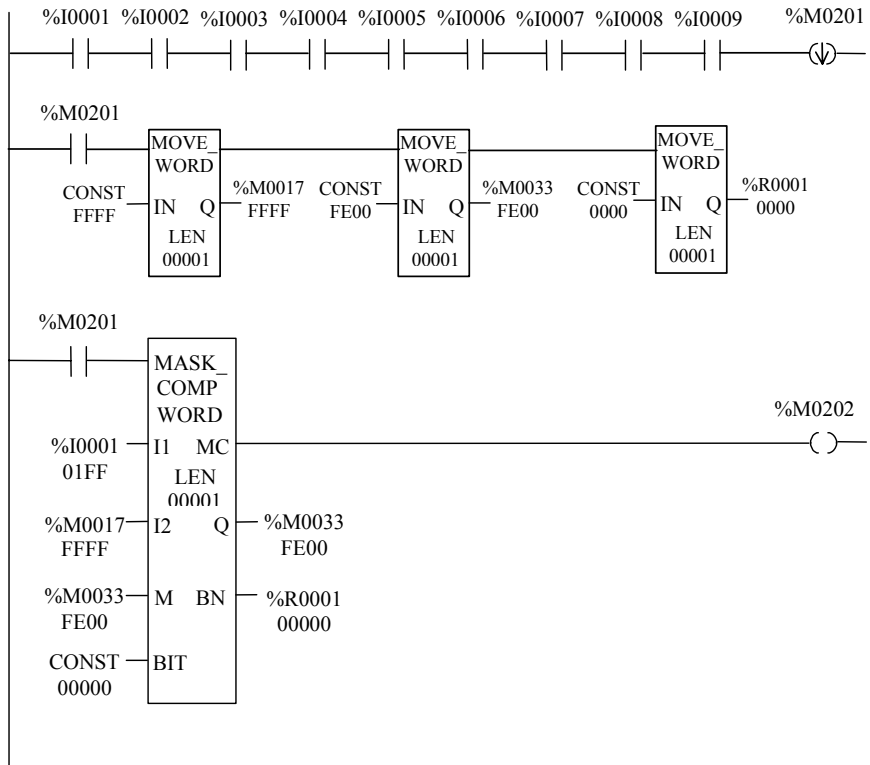 %I0001 %I0002 %I0003 %I0004 %I0005 %I0006 %I0007 %I0008 %I0009 %M0201
%M0201
MOVE_ MOVE_ MOVE_
WORD WORD WORD
CONST %M0017 CONST %M0033 CONST %R0001
FFFF IN Q FFFF FE00 IN Q FE00 0000 IN Q 0000
LEN LEN LEN
00001 00001 00001
%M0201
MASK_
COMP
WORD
%M0202
%I0001 I1 MC
01FF LEN
00001
%M0017 I2 Q %M0033
FFFF FE00
%M0033 M BN %R0001
FE00 00000
CONST BIT
00000